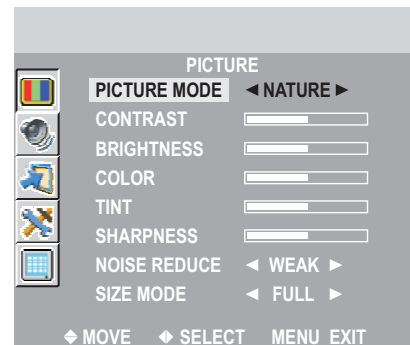 PICTURE
PICTURE MODE ◄ NATURE ►
CONTRAST
BRIGHTNESS
COLOR
TINT
SHARPNESS
NOISE REDUCE ◄ WEAK ►
SIZE MODE ◄ FULL ►
MOVE SELECT MENU EXIT